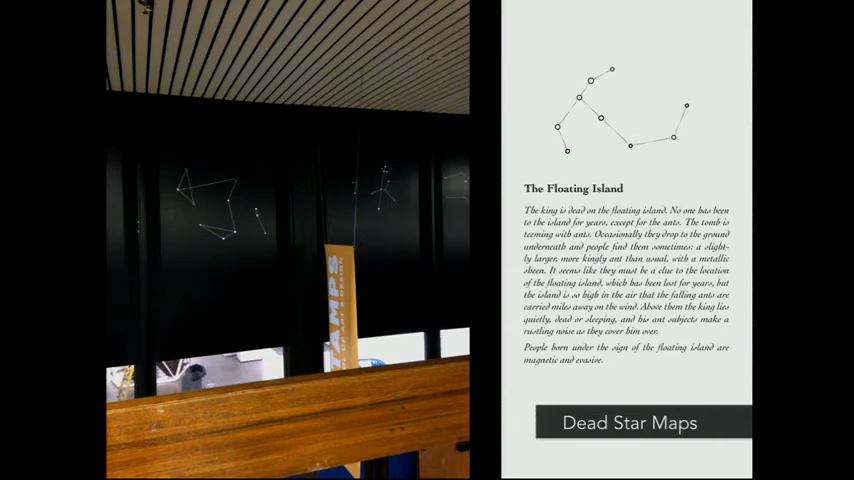 AMPS
OF ART & DESIGN
The Floating Island
The king is dead on the floating island. No one has been
to the island for years, except for the ants. The tomb is
teeming with ants. Occasionally they drop to the ground
underneath and people find them sometimes: a slight-
ly larger, more kingly ant than usual, with a metallic
sheen. It seems like they must be a clue to the location
of the floating island, which has been lost for years, but
the island is so high in the air that the falling ants are
carried miles away on the wind. Above them the king lies
quietly, dead or sleeping, and his ant subjects make a
rustling noise as they cover him over.
People born under the sign of the floating island are
magnetic and evasive.
Dead Star Maps